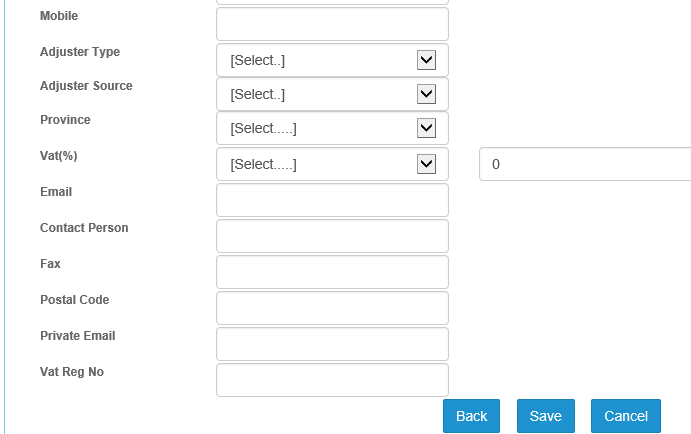 Mobile
Adjuster Type [Select..]
Adjuster Source [Select..]
Province [Select.....]
Vat(%) [Select.....] 0
Email
Contact Person
Fax
Postal Code
Private Email
Vat Reg No
Back Save Cancel